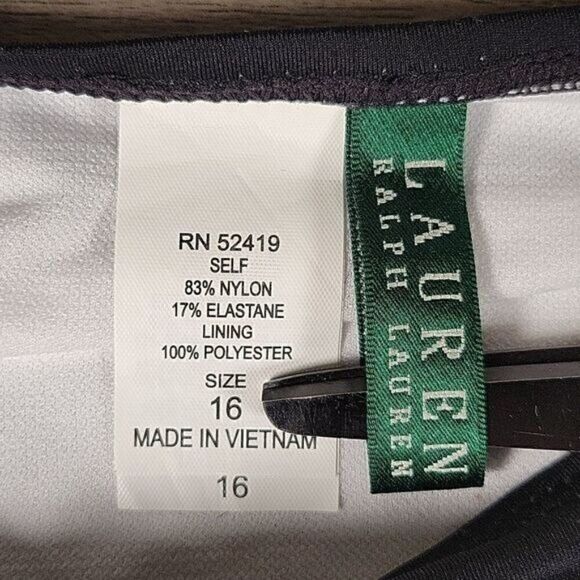 RN 52419
SELF
83% NYLON
17% ELASTANE
LINING
100% POLYESTER
SIZE
16
MADE IN VIETNAM
16
LAUREN
RALPH LAUREN